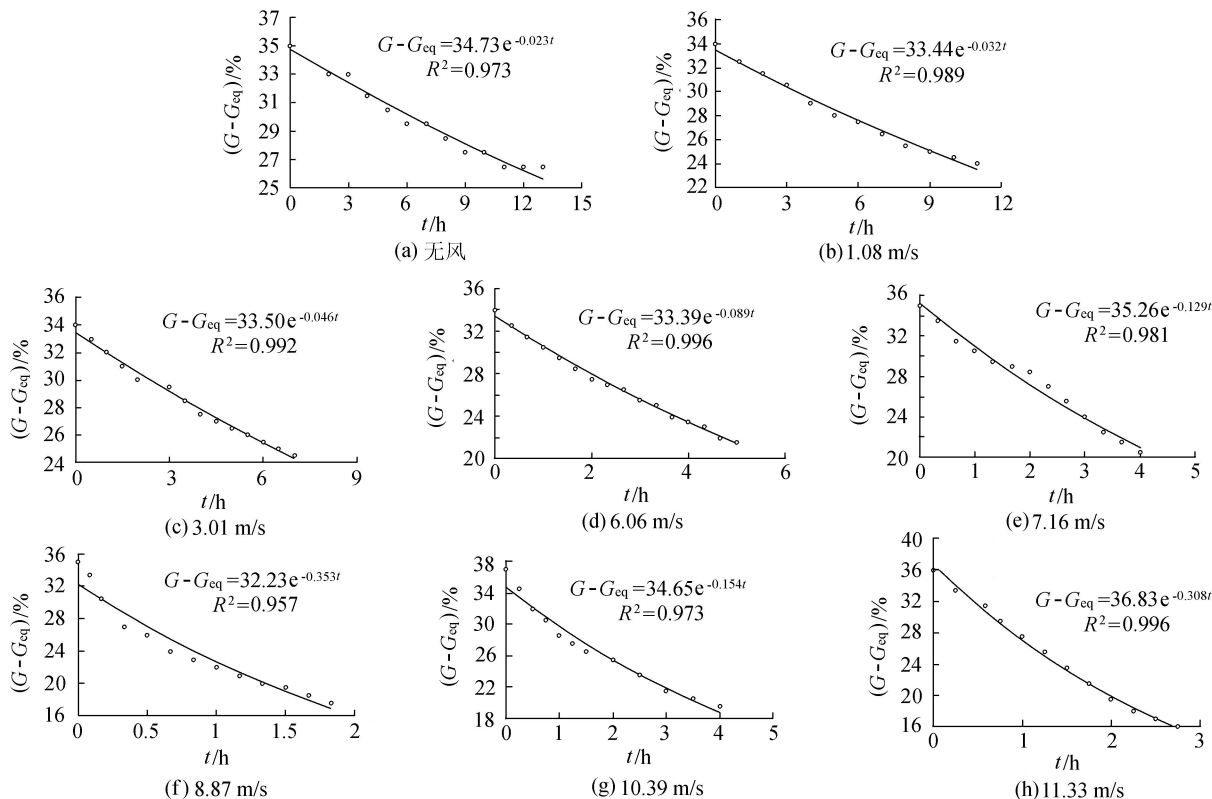 37
35
33
31
29
27
25
((G-Geq)/%
G-Geq=34.73e-0.023t
R2=0.973
0 3 6 9 12 15
t/h
(a) 无风
36
34
32
30
28
26
24
22
((G-Geq)/%
G-Geq=33.44e-0.032t
R2=0.989
0 3 6 9 12
t/h
(b) 1.08 m/s
36
34
32
30
28
26
24
((G-Geq)/%
G-Geq=33.50e-0.046t
R2=0.992
0 3 6 9
t/h
(c) 3.01 m/s
36
32
28
24
20
((G-Geq)/%
G-Geq=33.39e-0.089t
R2=0.996
0 2 4 6
t/h
(d) 6.06 m/s
36
32
28
24
20
((G-Geq)/%
G-Geq=35.26e-0.129t
R2=0.981
0 1 2 3 4 5
t/h
(e) 7.16 m/s
36
32
28
24
20
16
((G-Geq)/%
G-Geq=32.23e-0.353t
R2=0.957
0 0.5 1 1.5 2
t/h
(f) 8.87 m/s
38
34
30
26
22
18
((G-Geq)/%
G-Geq=34.65e-0.154t
R2=0.973
0 1 2 3 4 5
t/h
(g) 10.39 m/s
40
36
32
28
24
20
16
((G-Geq)/%
G-Geq=36.83e-0.308t
R2=0.996
0 1 2 3
t/h
(h) 11.33 m/s